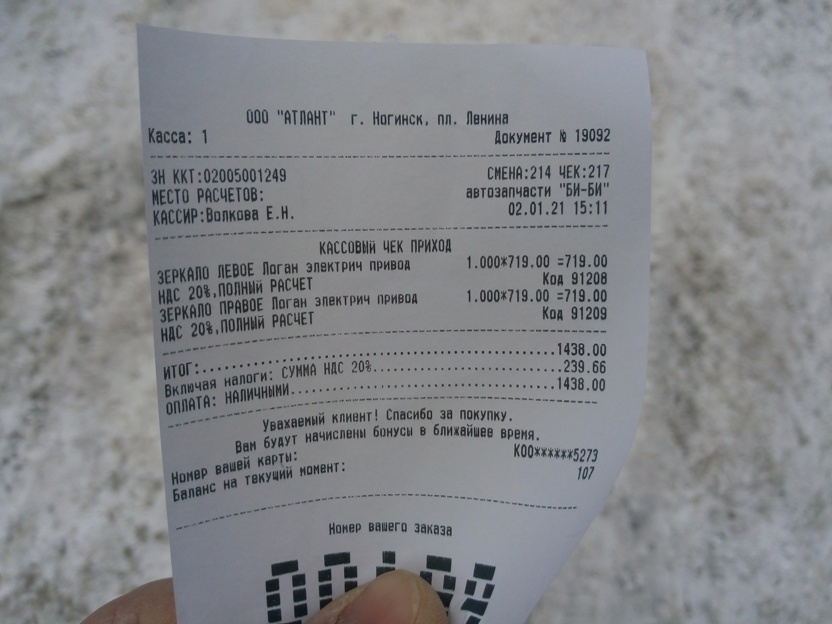 ООО "АТЛАНТ" г. Ногинск, пл. Ленина
Касса: 1 Документ № 19092
ЗН ККТ:02005001249 СМЕНА:214 ЧЕК:217
МЕСТО РАСЧЕТОВ: автозапчасти "БИ-БИ"
КАССИР:Волкова Е.Н. 02.01.21 15:11
КАССОВЫЙ ЧЕК ПРИХОД
ЗЕРКАЛО ЛЕВОЕ Логан электрич привод 1.000*719.00 =719.00
НДС 20%,ПОЛНЫЙ РАСЧЕТ Код 91208
ЗЕРКАЛО ПРАВОЕ Логан электрич привод 1.000*719.00 =719.00
НДС 20%,ПОЛНЫЙ РАСЧЕТ Код 91209
ИТОГ:..................................................1438.00
Включая налоги: СУММА НДС 20%...........................239.66
ОПЛАТА: НАЛИЧНЫМИ......................................1438.00
Уважаемый клиент! Спасибо за покупку.
Вам будут начислены бонусы в ближайшее время.
Номер вашей карты: К00******5273
Баланс на текущий момент: 107
Номер вашего заказа